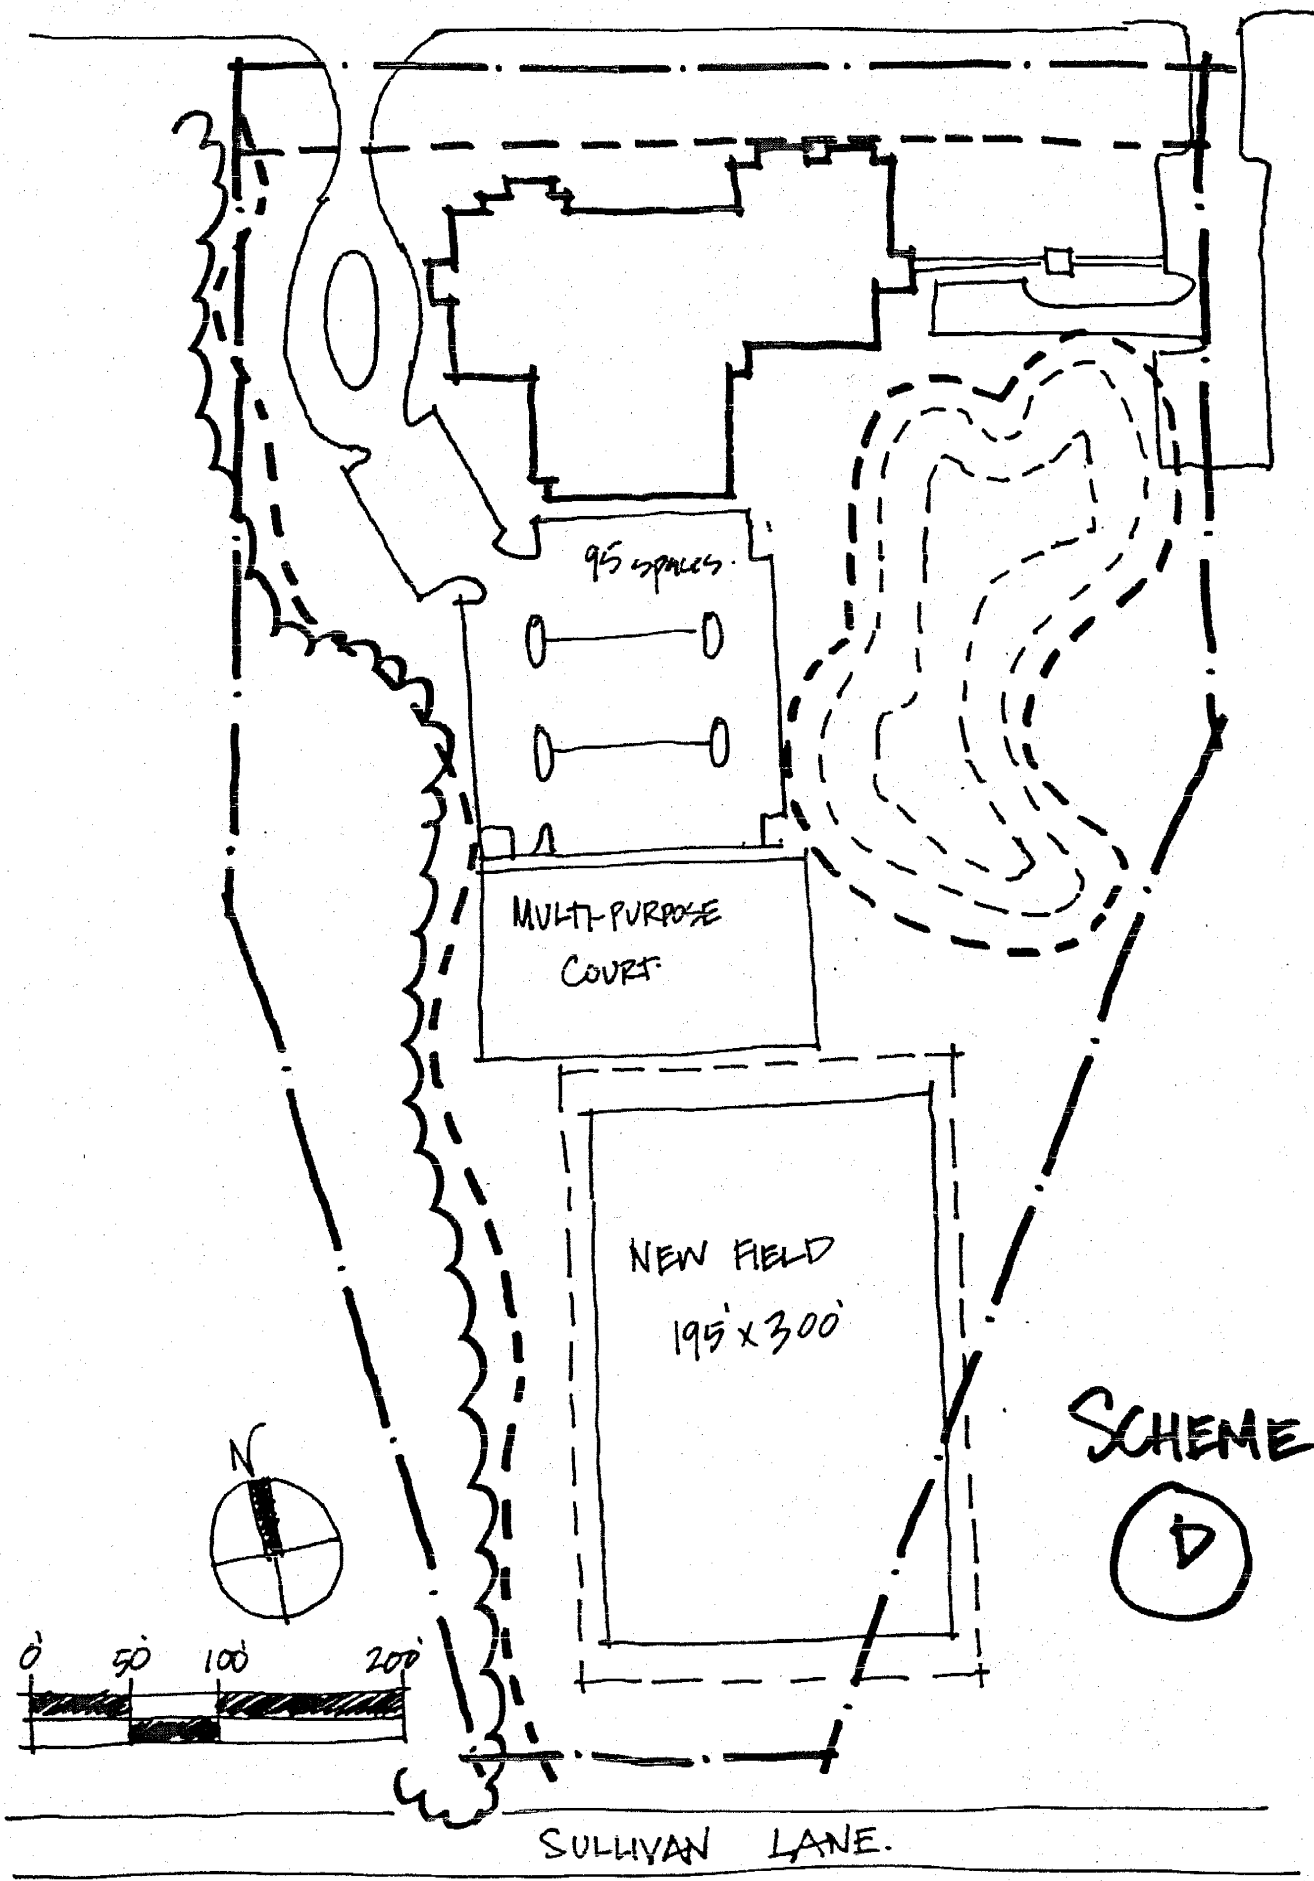 95 spaces.
MULTI-PURPOSE
COURT.
NEW FIELD
195' x 300'
SCHEME
D
N
0' 50' 100' 200'
SULLIVAN LANE.